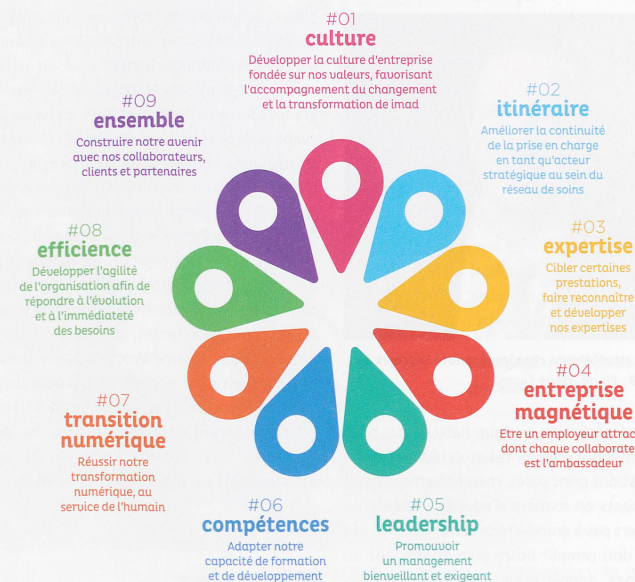 #01
culture
Développer la culture d'entreprise
fondée sur nos valeurs, favorisant
l'accompagnement du changement
et la transformation de imad
#02
itinéraire
Améliorer la continuité
de la prise en charge
en tant qu'acteur
stratégique au sein du
réseau de soins
#03
expertise
Cibler certaines
prestations,
faire reconnaître
et développer
nos expertises
#04
entreprise
magnétique
Etre un employeur
dont chaque
est l'ambassadeur
#05
leadership
Promouvoir
un management
bienveillant et exigeant
#06
compétences
Adapter notre
capacité de formation
et de développement
#07
transition
numérique
Réussir notre
transformation
numérique, au
service de l'humain
#08
efficience
Développer l'agilité
de l'organisation afin de
répondre à l'évolution
et à l'immédiateté
des besoins
#09
ensemble
Construire notre avenir
avec nos collaborateurs,
clients et partenaires